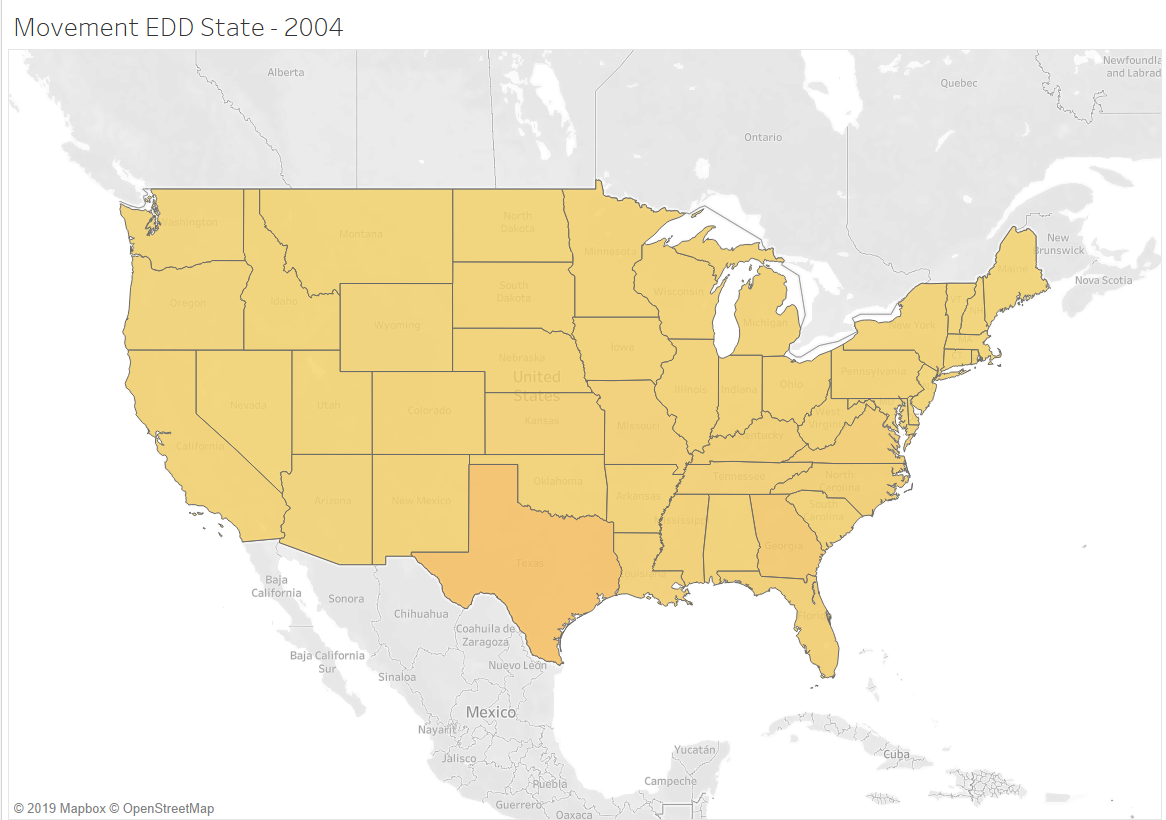 Movement EDD State - 2004
Alberta
Newfoundla
and Labrad
Quebec
Ontario
New
Brunswick
Nova Scotia
Washington
Montana
North
Dakota
Minnesota
Maine
Oregon
Idaho
South
Dakota
Wisconsin
Michigan
New York
Wyoming
Iowa
Nebraska
Pennsylvania
United
States
Nevada
Utah
Colorado
Kansas
Illinois
Indiana
Ohio
West
Virginia
Missouri
Kentucky
California
Arizona
New Mexico
Oklahoma
Arkansas
Tennessee
North
Carolina
South
Carolina
Mississippi
Georgia
Texas
Louisiana
Florida
Baja
California
Sonora
Chihuahua
Coahuila de
Zaragoza
Nuevo León
Baja California
Sur
Sinaloa
Mexico
Nayarit
Jalisco
Yucatán
Campeche
Cuba
Puebla
Guerrero
Oaxaca
© 2019 Mapbox © OpenStreetMap